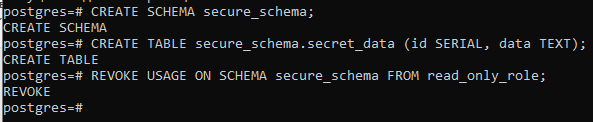 postgres=# CREATE SCHEMA secure_schema;
CREATE SCHEMA
postgres=# CREATE TABLE secure_schema.secret_data (id SERIAL, data TEXT);
CREATE TABLE
postgres=# REVOKE USAGE ON SCHEMA secure_schema FROM read_only_role;
REVOKE
postgres=#